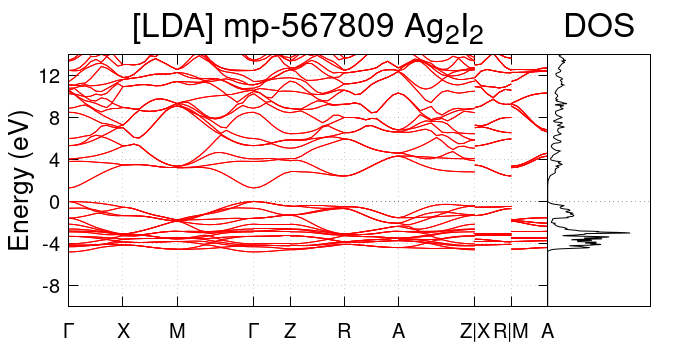 [LDA] mp-567809 Ag₂I₂ DOS
Energy (eV)
12
8
4
0
-4
-8
Γ X M Γ Z R A Z|X R|M A